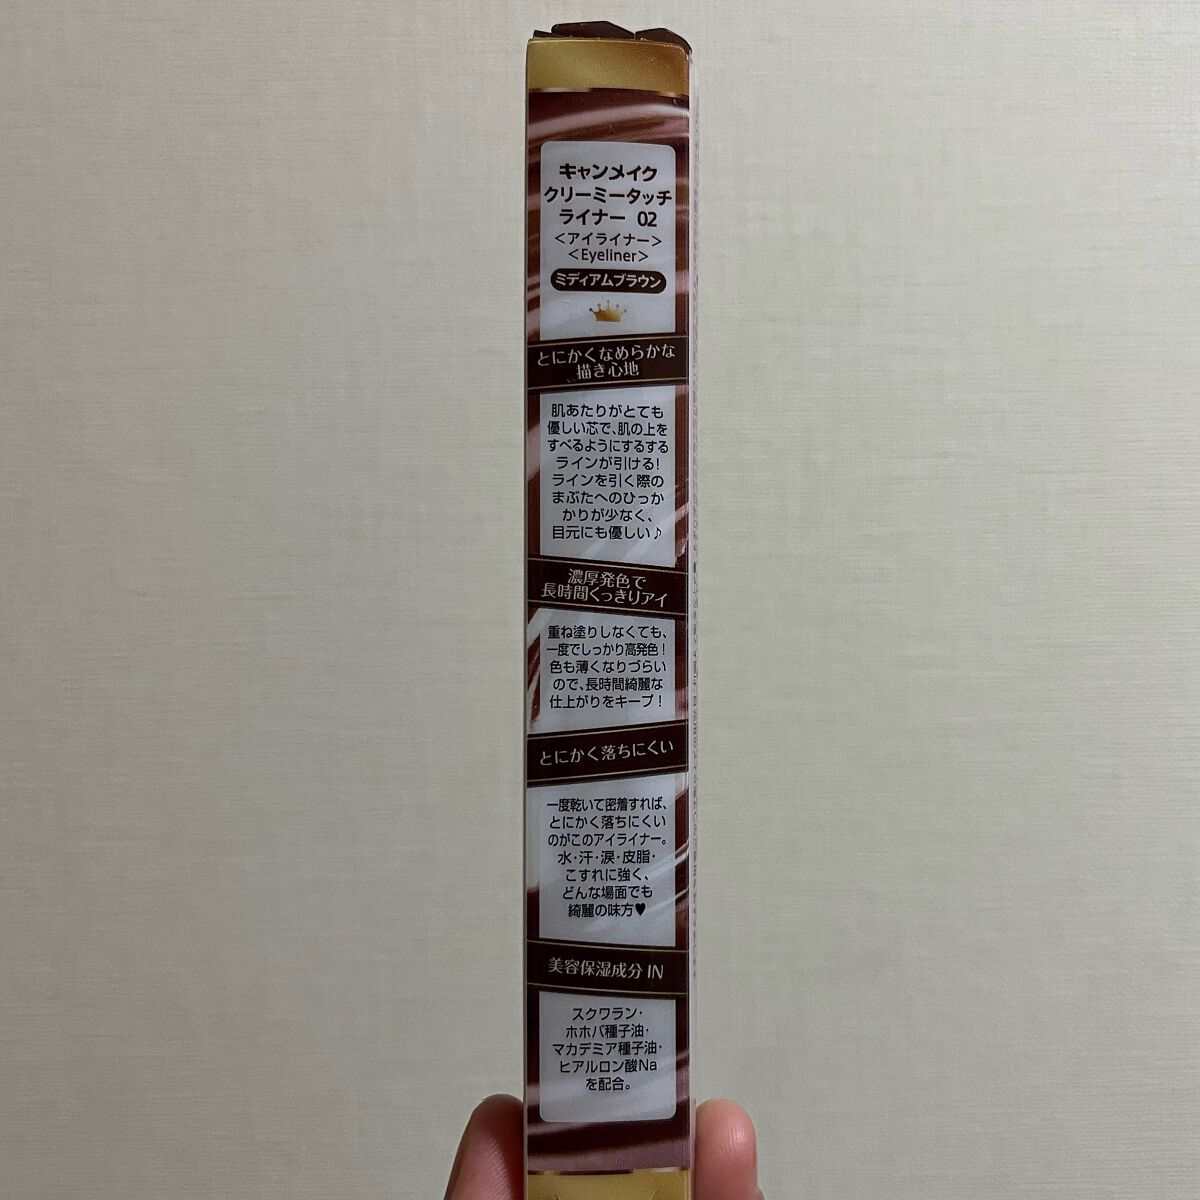 キャンメイク
クリーミータッチ
ライナー 02
<アイライナー>
<Eyeliner>
ミディアムブラウン
とにかくなめらかな
描き心地
肌あたりがとても
優しい芯で、肌の上を
すべるようにするする
ラインが引ける!
ラインを引く際の
まぶたへのひっか
かりが少なく、
目元にも優しい♪
濃厚発色で
長時間くっきりアイ
重ね塗りしなくても、
一度でしっかり高発色!
色も薄くなりづらい
ので、長時間綺麗な
仕上がりをキープ!
とにかく落ちにくい
一度乾いて密着すれば、
とにかく落ちにくい
のがこのアイライナー。
水・汗・涙・皮脂・
こすれに強く、
どんな場面でも
綺麗の味方♥
美容保湿成分 IN
スクワラン・
ホホバ種子油・
マカデミア種子油・
ヒアルロン酸Na
を配合。